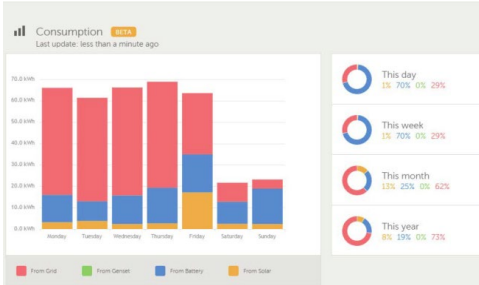 Consumption BETA
Last update: less than a minute ago
70.0 kWh
60.0 kWh
50.0 kWh
40.0 kWh
30.0 kWh
20.0 kWh
10.0 kWh
0.0 kWh
Monday Tuesday Wednesday Thursday Friday Saturday Sunday
From Grid From Genset From Battery From Solar
This day
1% 70% 0% 29%
This week
1% 70% 0% 29%
This month
13% 25% 0% 62%
This year
8% 19% 0% 73%